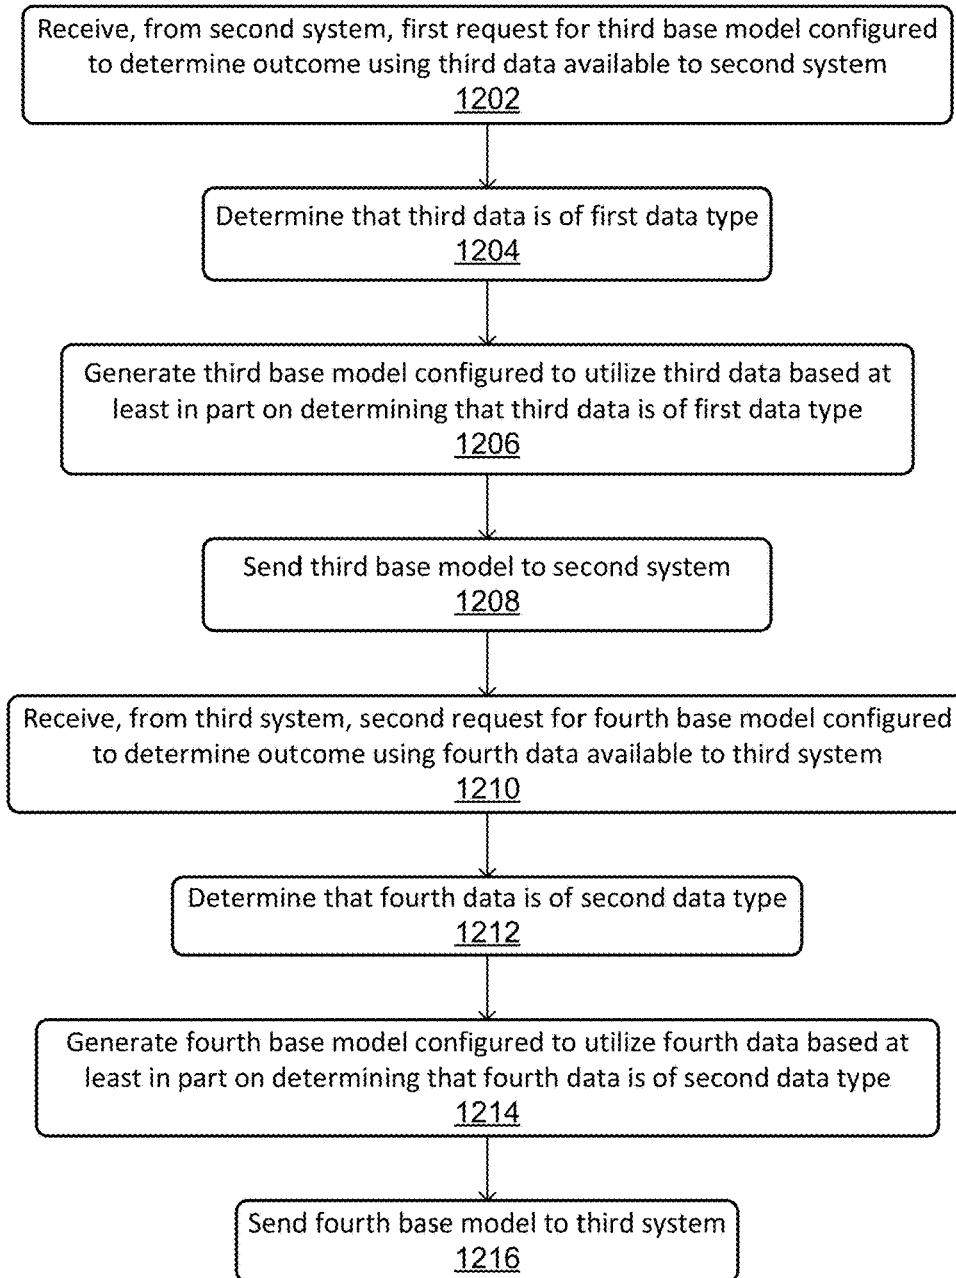 Receive, from second system, first request for third base model configured
to determine outcome using third data available to second system
1202
Determine that third data is of first data type
1204
Generate third base model configured to utilize third data based at
least in part on determining that third data is of first data type
1206
Send third base model to second system
1208
Receive, from third system, second request for fourth base model configured
to determine outcome using fourth data available to third system
1210
Determine that fourth data is of second data type
1212
Generate fourth base model configured to utilize fourth data based at
least in part on determining that fourth data is of second data type
1214
Send fourth base model to third system
1216